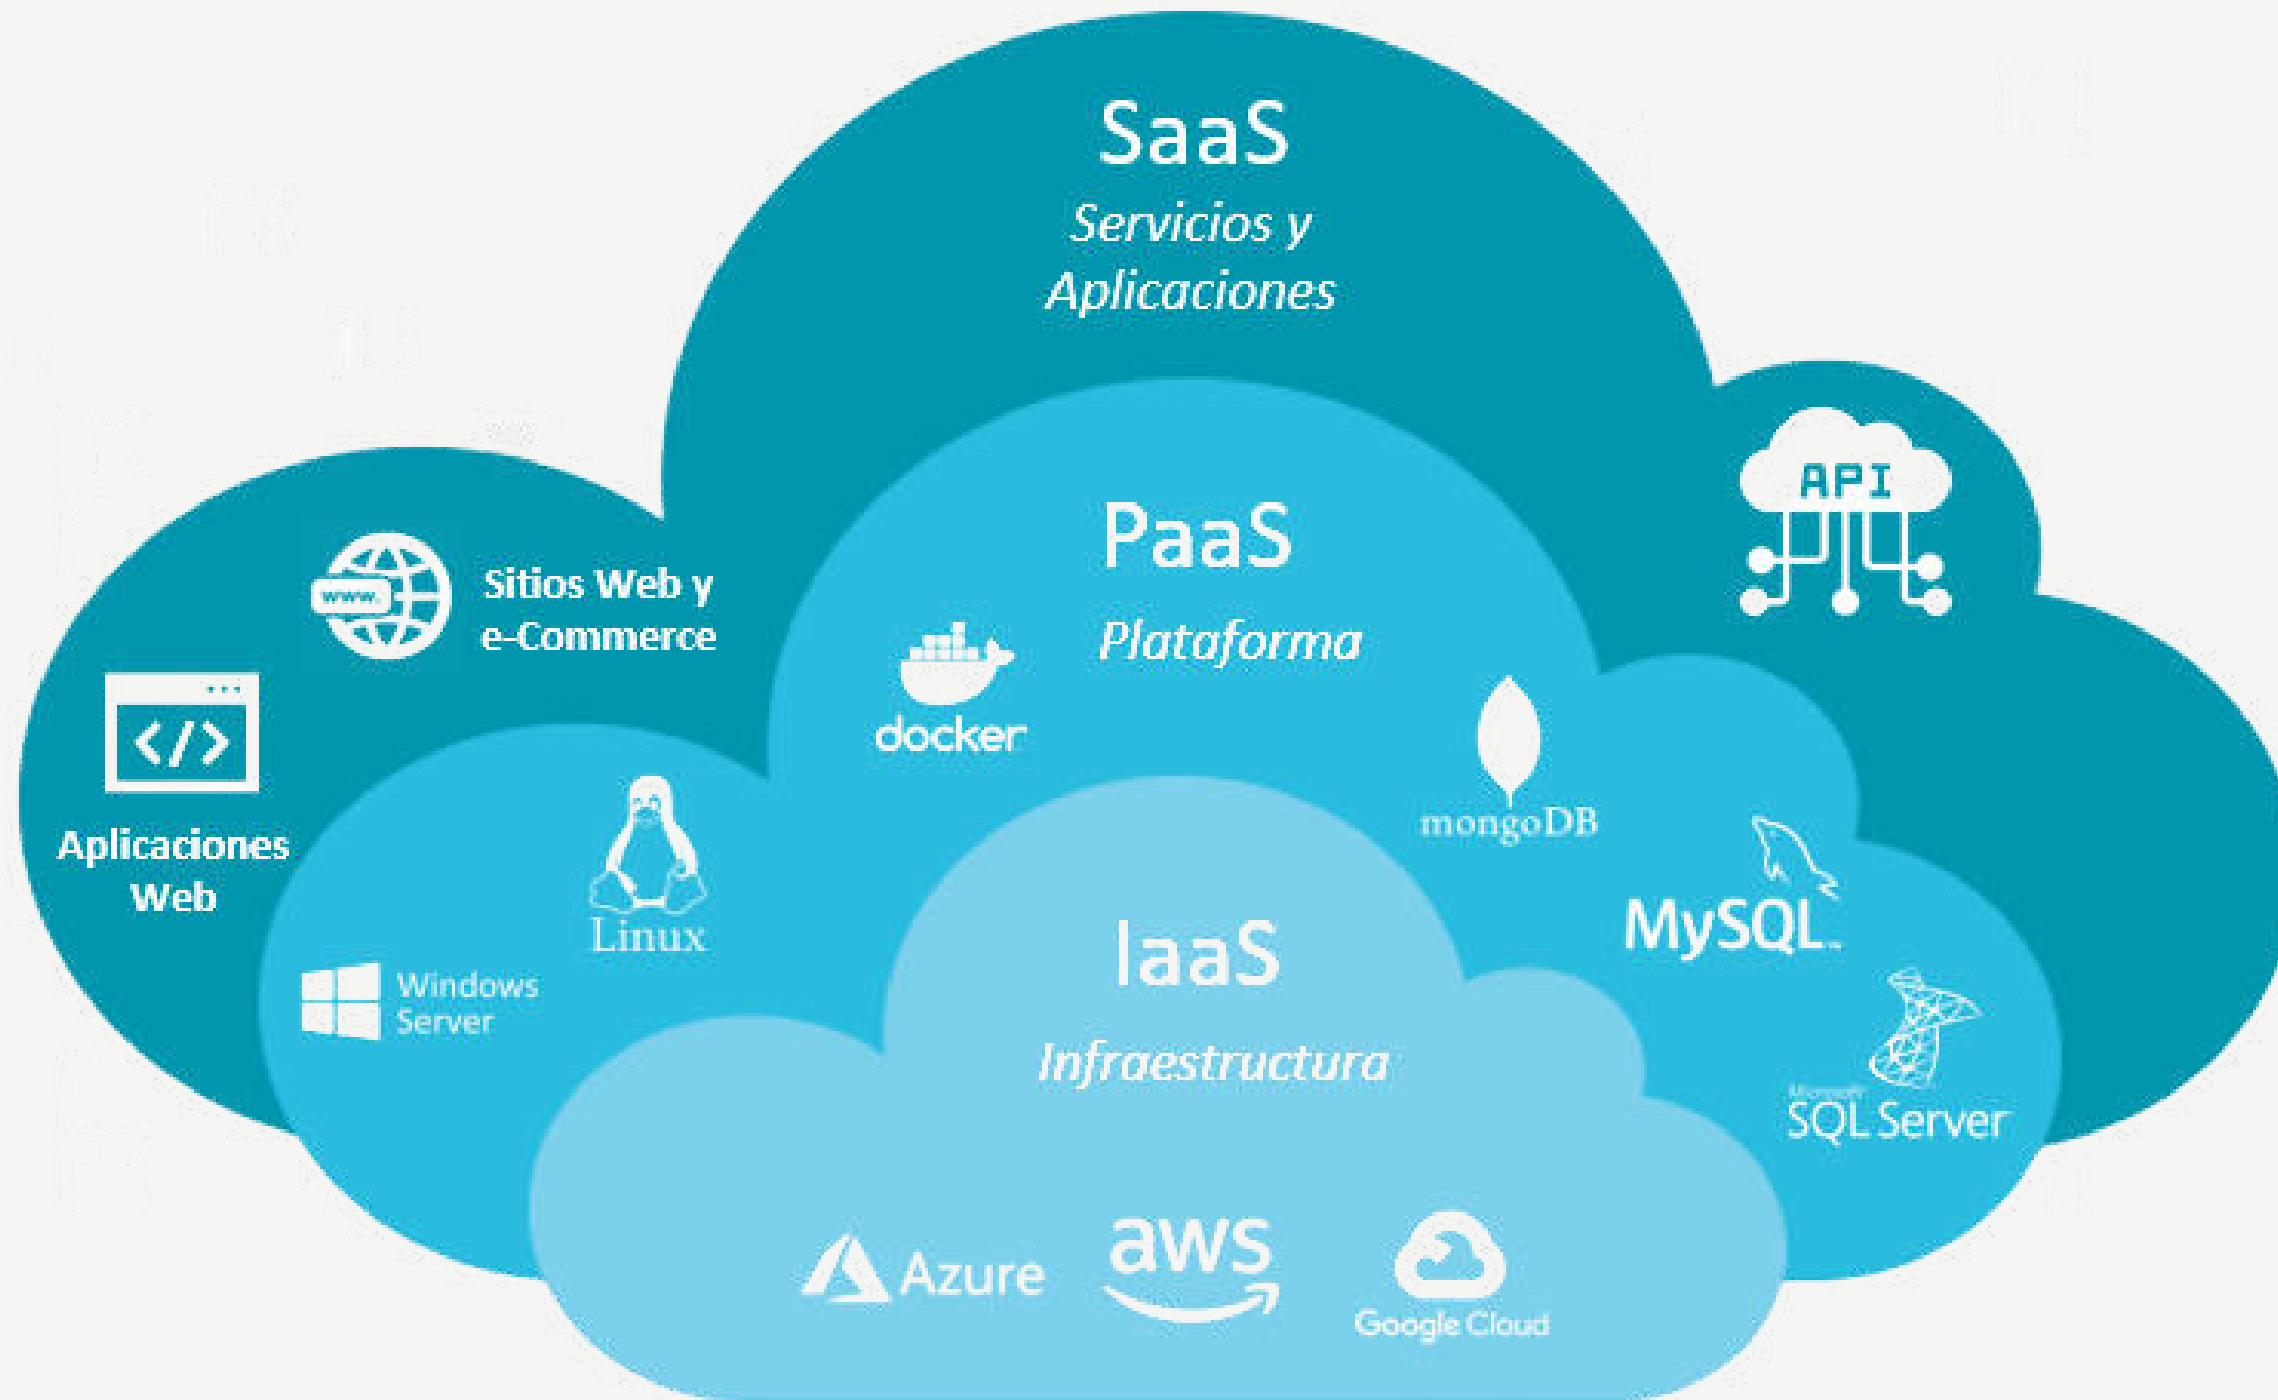 SaaS
Servicios y
Aplicaciones
API
www.
Sitios Web y
e-Commerce
PaaS
Plataforma
docker
mongoDB
</>
Aplicaciones
Web
Linux
MySQL
Windows
Server
IaaS
Infraestructura
Microsoft
SQL Server
Azure
aws
Google Cloud